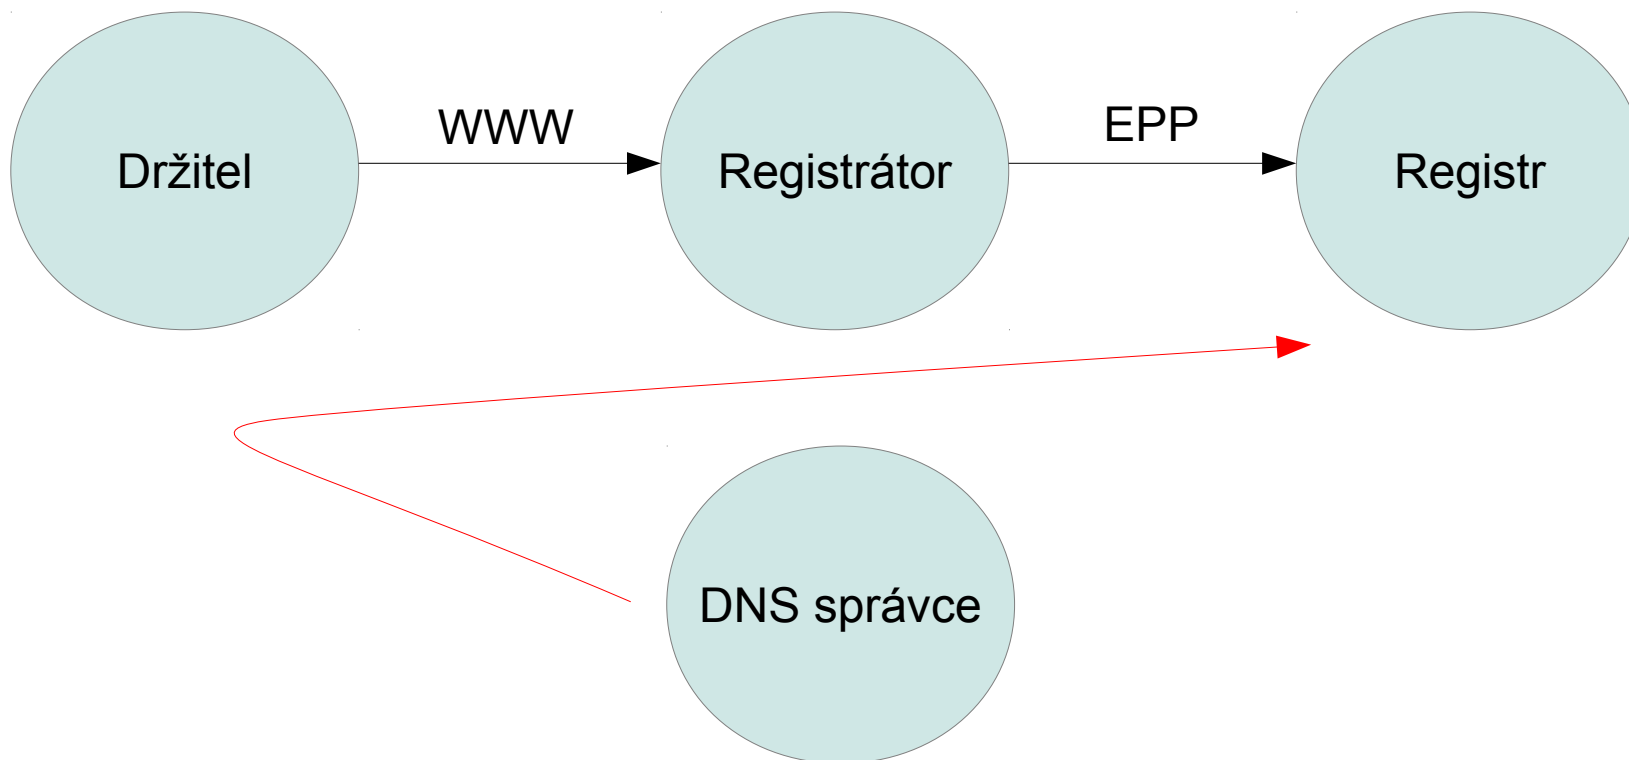 WWW
EPP
Držitel
Registrátor
Registr
DNS správce